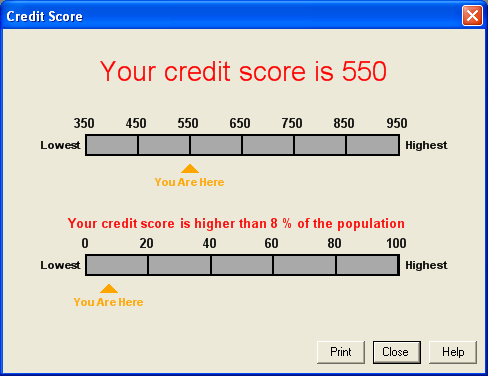 Credit Score
Your credit score is 550
350 450 550 650 750 850 950
Lowest Highest
You Are Here
Your credit score is higher than 8 % of the population
0 20 40 60 80 100
Lowest Highest
You Are Here
Print Close Help